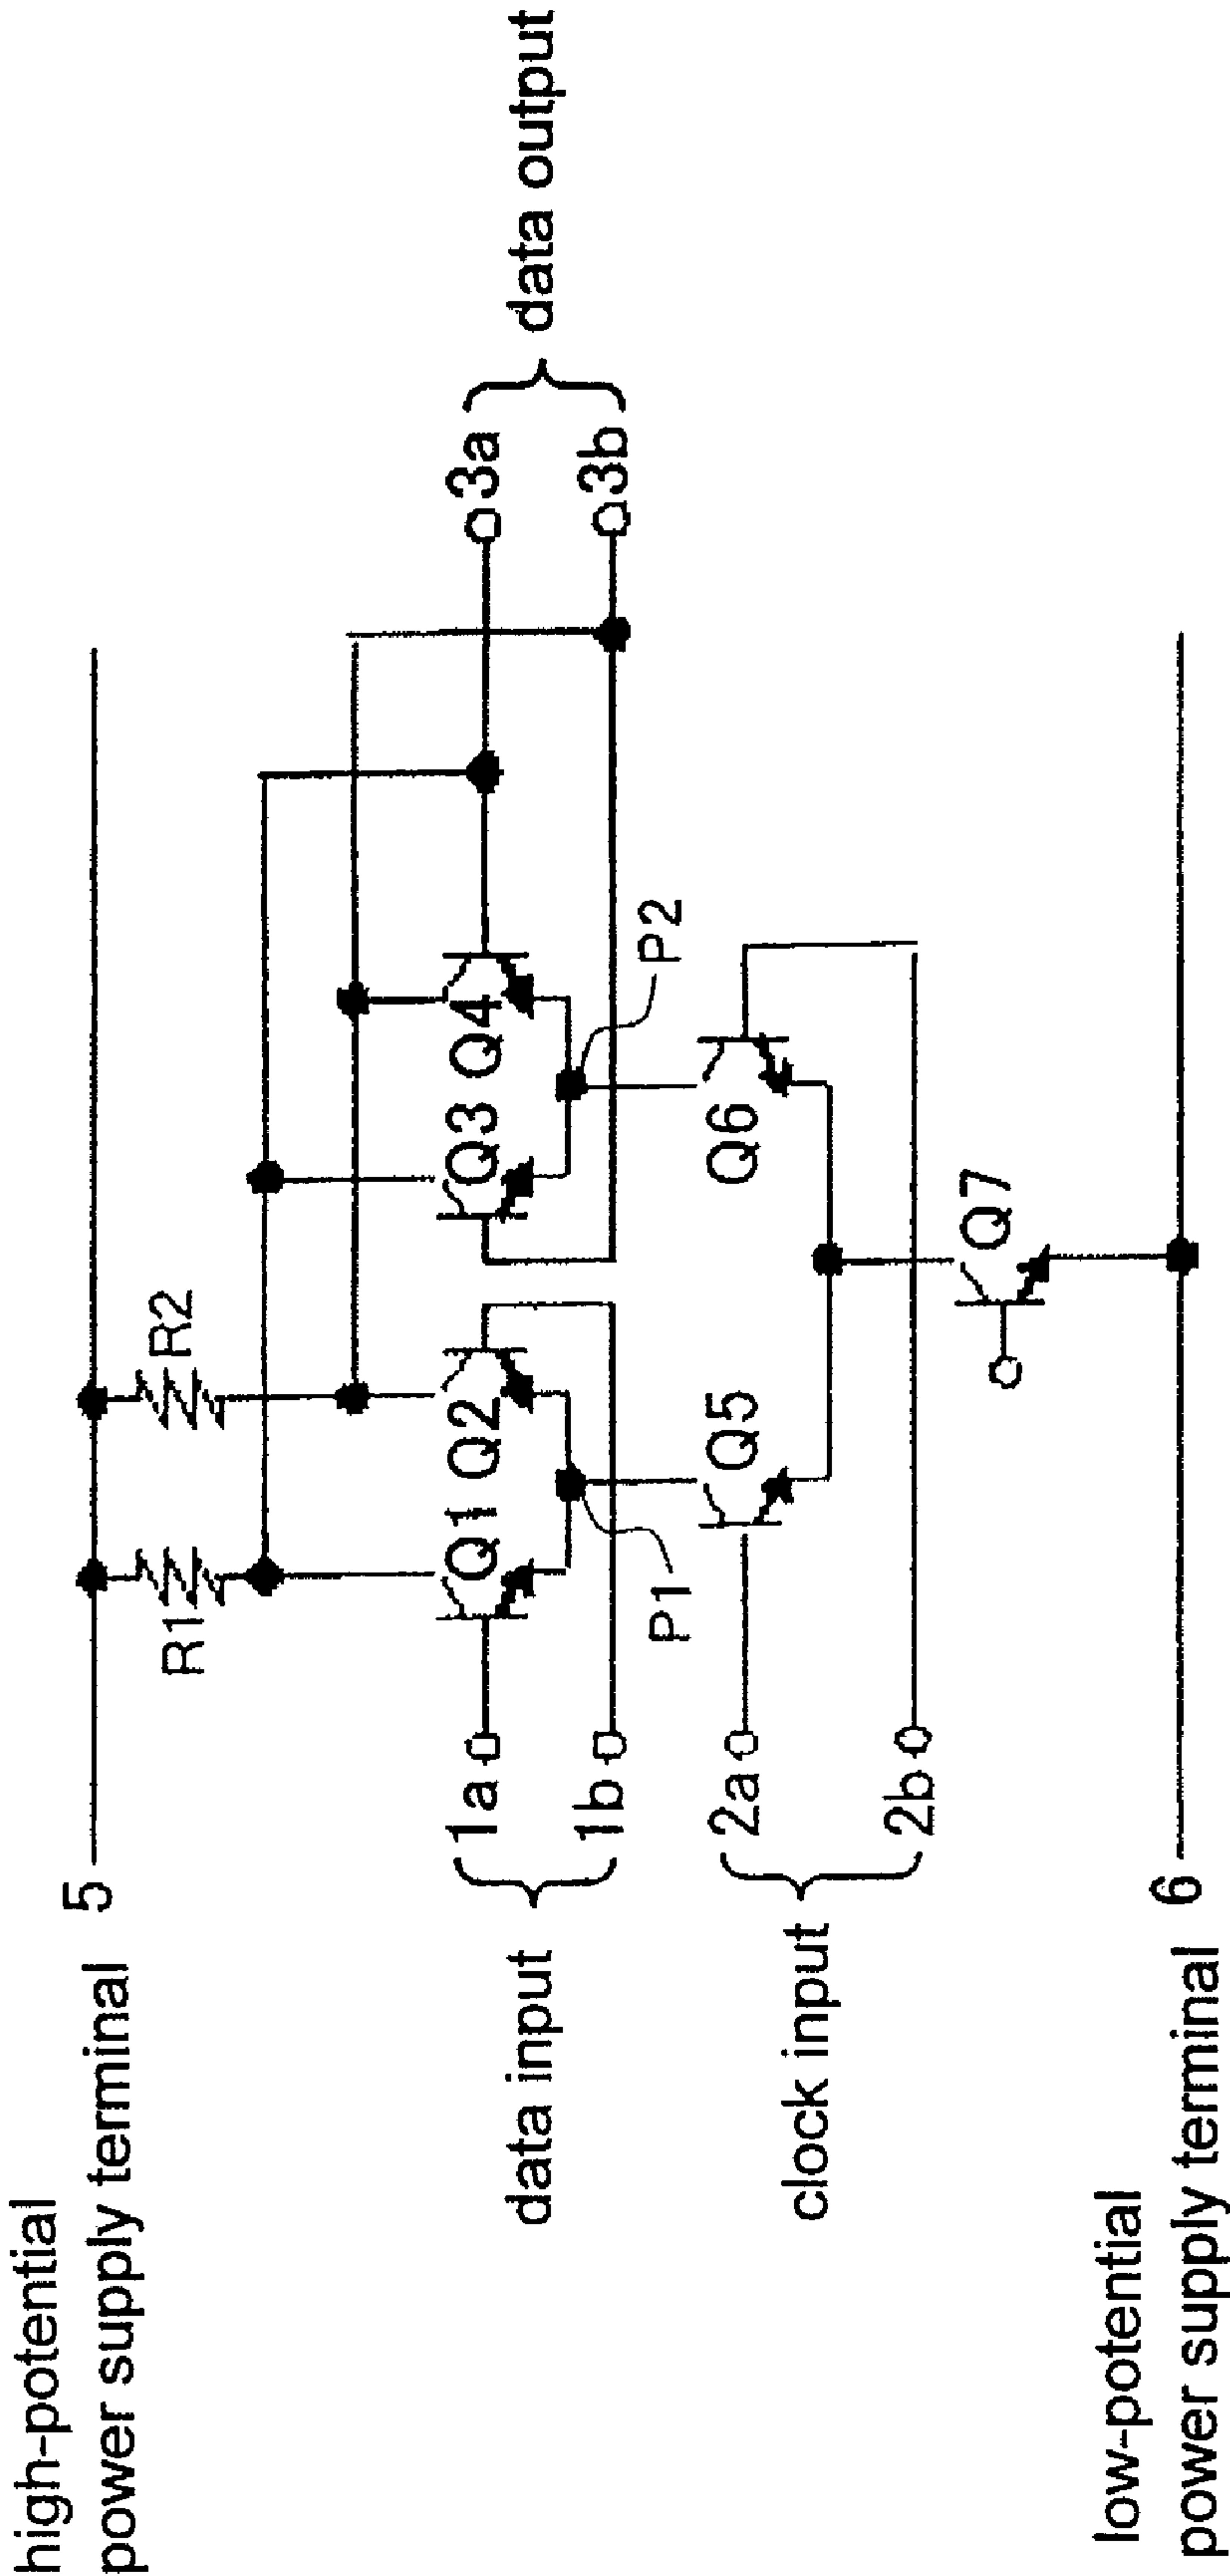 high-potential
power supply terminal 5
R1
R2
data input
1a
1b
Q1
Q2
Q3
Q4
3a
3b
data output
P1
P2
clock input
2a
2b
Q5
Q6
Q7
low-potential
power supply terminal 6